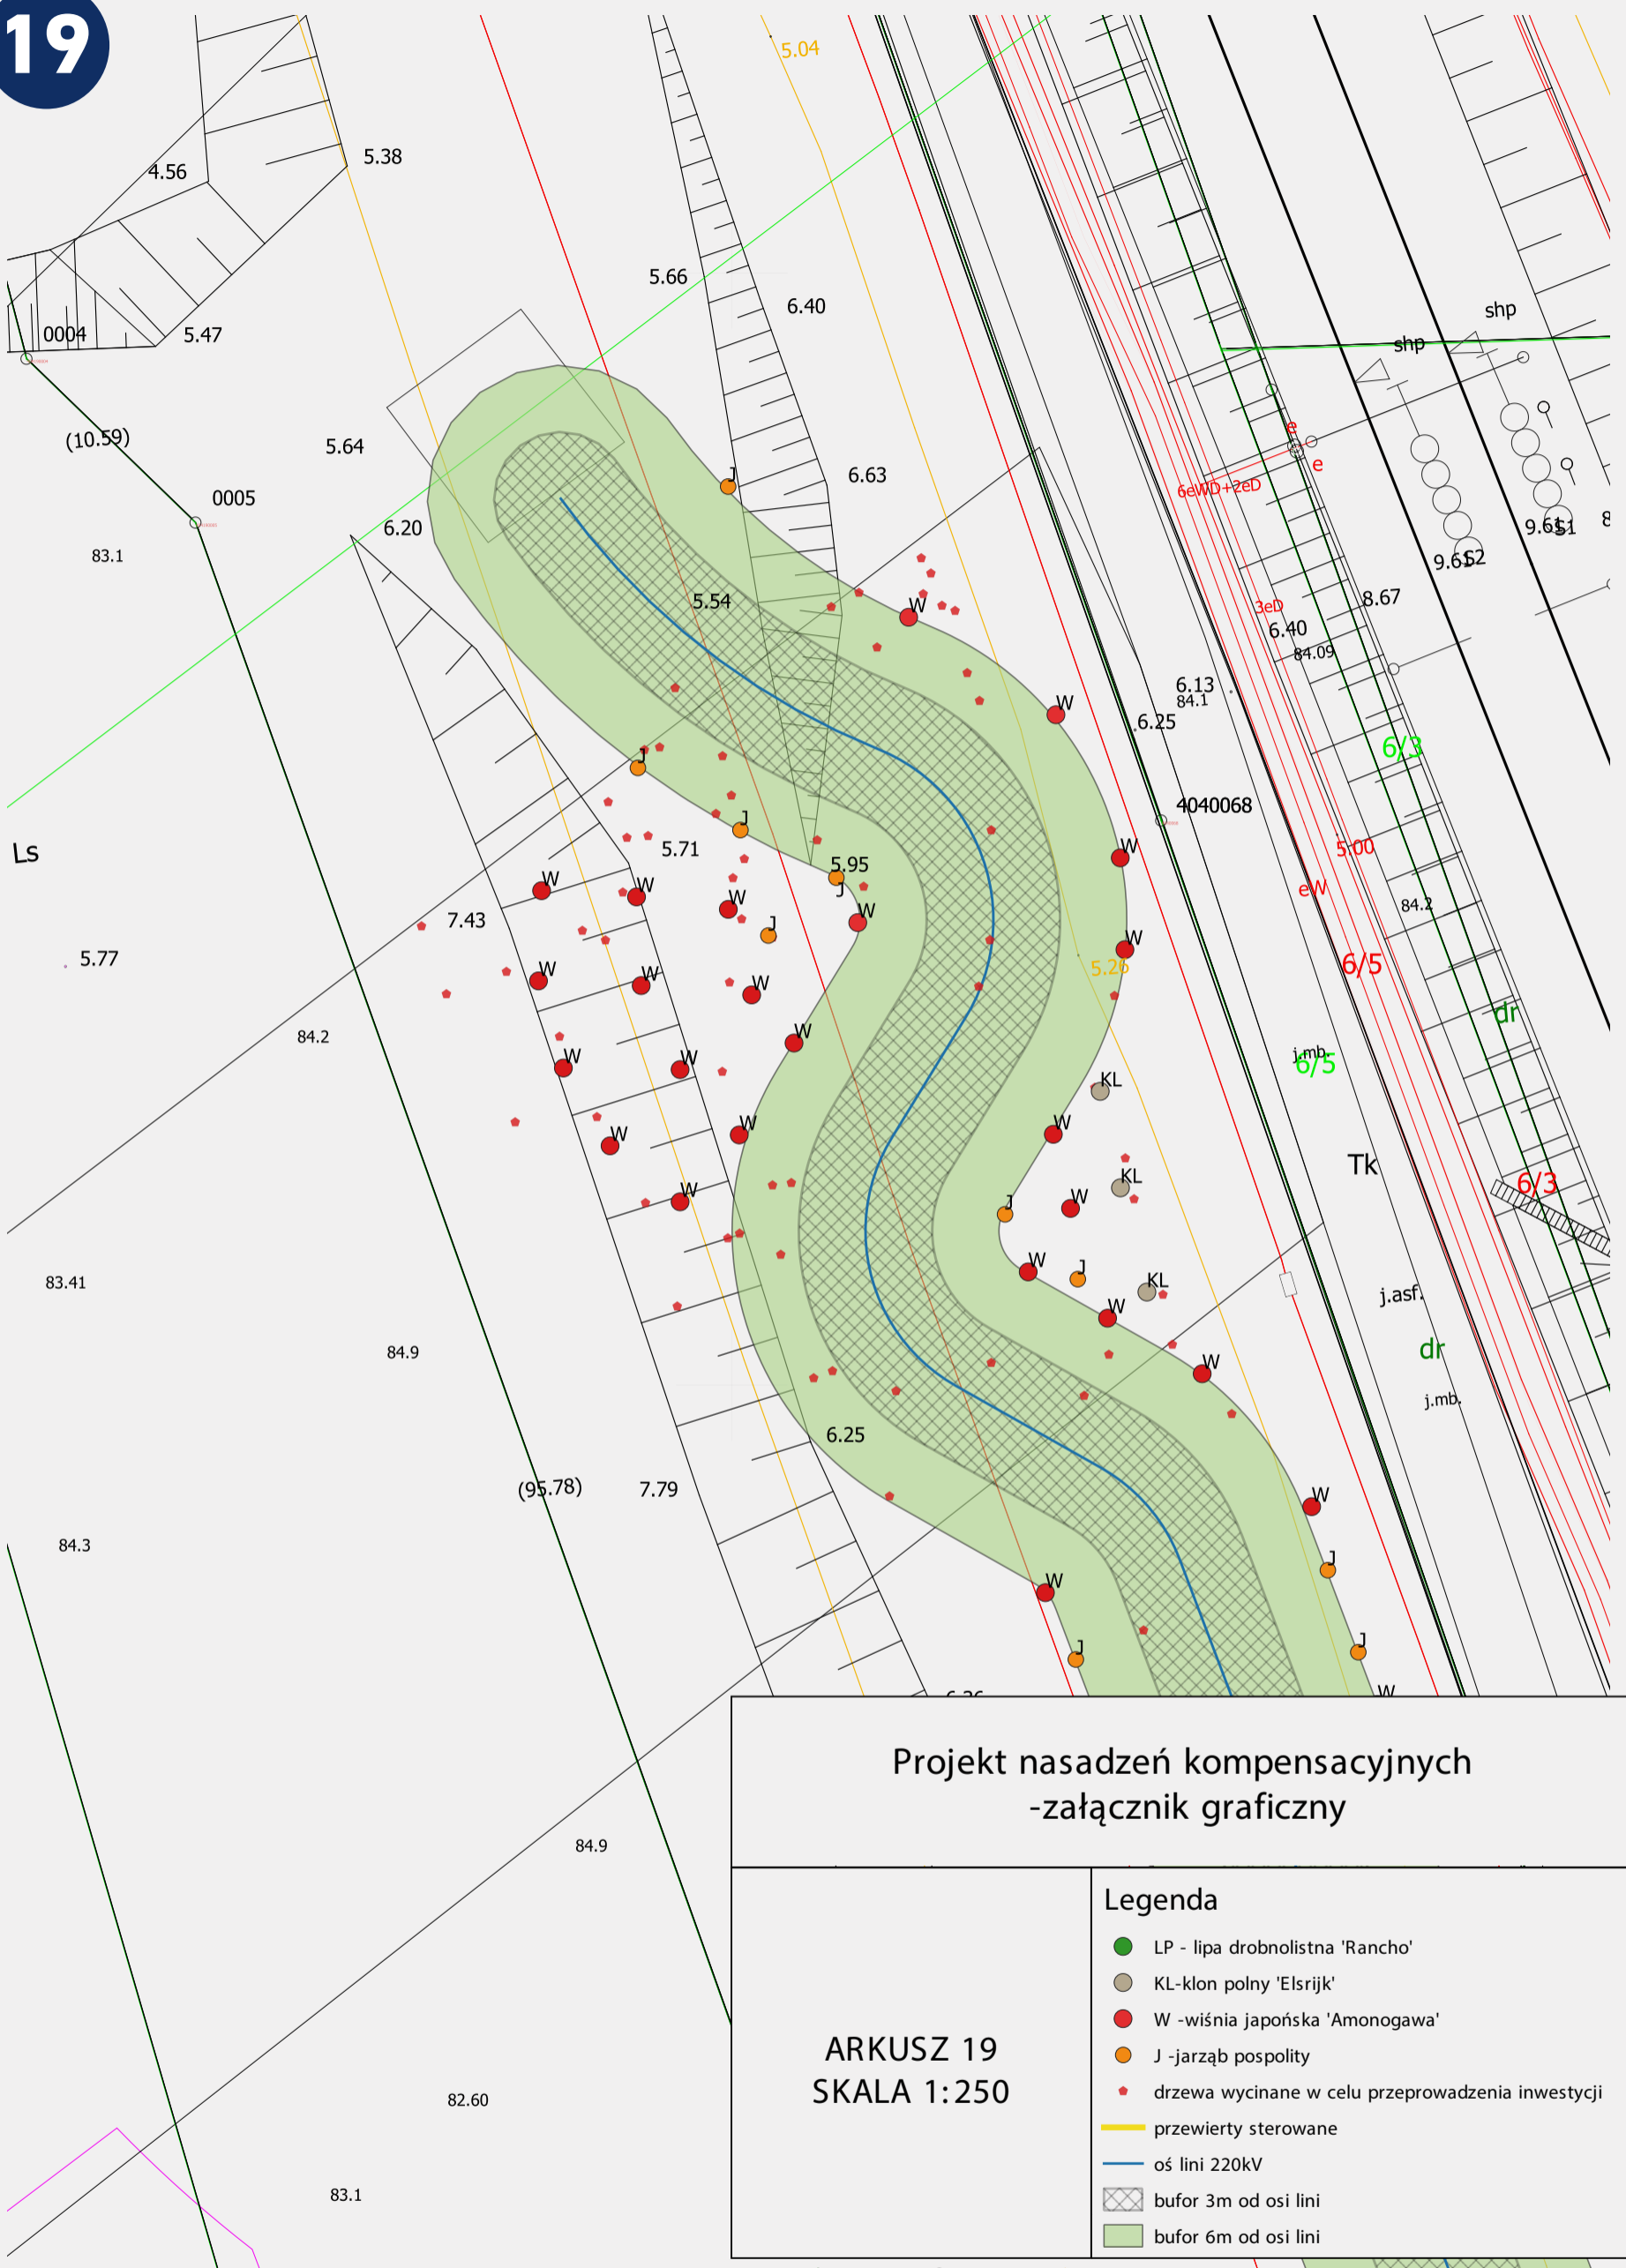 19
5.04
4.56
5.38
5.66
6.40
0004
5.47
shp
shp
(10.59)
5.64
J
6.63
e
e
6eWD+2eD
0005
6.20
83.1
9.61
S1
9.61
S2
8
5.54
W
3eD
8.67
6.40
84.09
6.13
84.1
W
6.25
6/3
J
4040068
J
5.71
W
5.00
Ls
5.95
J
W
W
W
W
eW
84.2
7.43
J
W
5.77
5.26
6/5
W
W
W
dr
84.2
W
j.mb.
6/5
W
W
KL
W
W
W
Tk
KL
6/3
W
J
W
83.41
W
J
KL
j.asf.
W
84.9
W
dr
j.mb.
6.25
(95.78)
7.79
W
84.3
J
W
J
J
W
6.26
Projekt nasadzeń kompensacyjnych
-załącznik graficzny
84.9
Legenda
LP - lipa drobnolistna 'Rancho'
KL-klon polny 'Elsrijk'
W -wiśnia japońska 'Amonogawa'
ARKUSZ 19
SKALA 1:250
J -jarząb pospolity
drzewa wycinane w celu przeprowadzenia inwestycji
przewierty sterowane
oś lini 220kV
bufor 3m od osi lini
bufor 6m od osi lini
82.60
83.1